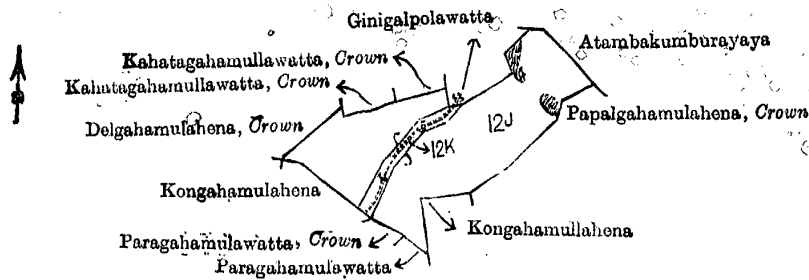 Ginigalpolawatta
Atambakumburayaya
Kahatagahamullawatta, Crown
Kahatagahamullawatta, Crown
Delgahamulahena, Crown
12J
Papalgahamulahena, Crown
12K
Kongahamulahena
Kongahamullahena
Paragahamulawatta, Crown
Paragahamulawatta